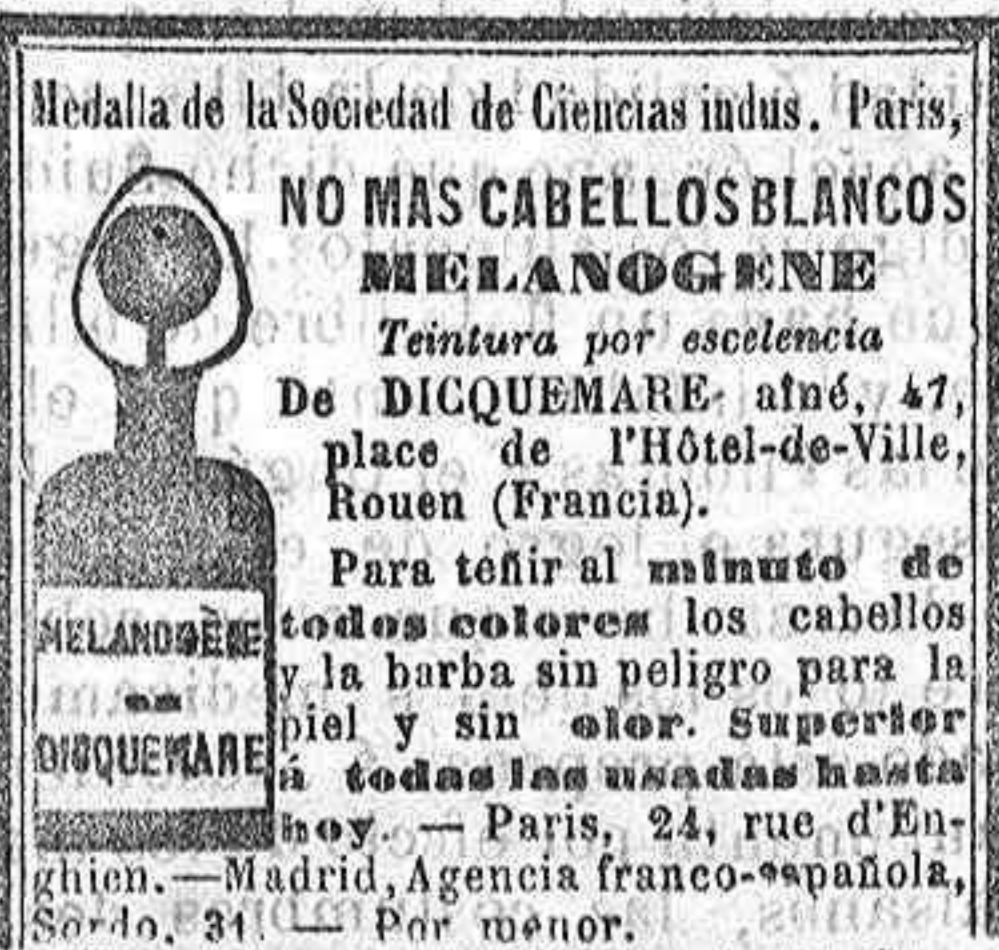 Medalla de la Sociedad de Ciencias indus. Paris,
NO MAS CABELLOS BLANCOS
MELANOGENE
Teintura por escelencia
De DICQUEMARE aîné, 47,
place de l'Hôtel-de-Ville,
Rouen (Francia).
Para teñir al minuto de
todos colores los cabellos
y la barba sin peligro para la
piel y sin olor. Superior
á todas las usadas hasta
hoy. — Paris, 24, rue d'En-
ghien.—Madrid, Agencia franco-española,
Sordo, 31. — Por menor.
MELANOGÈNE
DE
DICQUEMARE